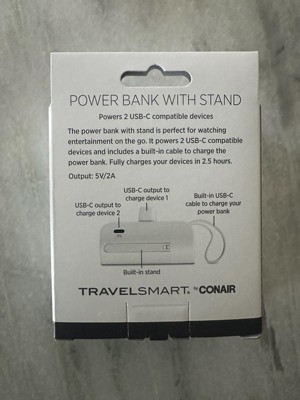 POWER BANK WITH STAND
Powers 2 USB-C compatible devices
The power bank with stand is perfect for watching
entertainment on the go. It powers 2 USB-C compatible
devices and includes a built-in cable to charge the
power bank. Fully charges your devices in 2.5 hours.
Output: 5V/2A
USB-C output to
charge device 1
Built-in USB-C
cable to charge your
power bank
USB-C output to
charge device 2
Built-in stand
TRAVELSMART® by CONAIR